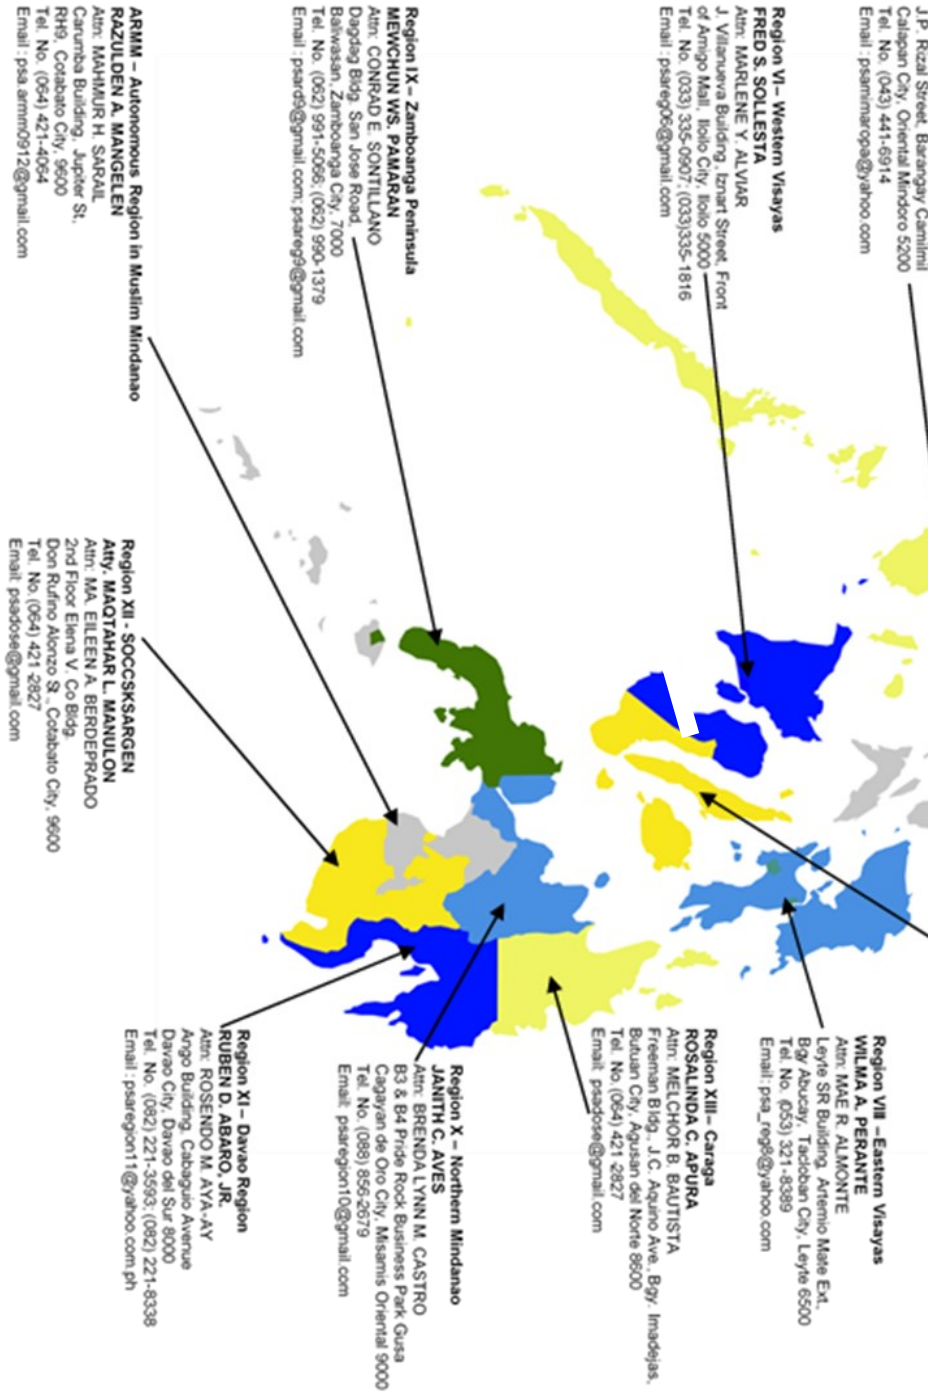 J.P. Rizal Street, Barangay Camilmil
Calapan City, Oriental Mindoro 5200
Tel. No. (043) 441-6914
Email : psamimaropa@yahoo.com
Region VI– Western Visayas
FRED S. SOLLESTA
Attn: MARLENE Y. ALVIAR
J. Villanueva Building, Iznart Street, Front
of Amigo Mall, Iloilo City, Iloilo 5000
Tel. No. (033) 335-0907; (033)335-1816
Email : psareg06@gmail.com
Region IX – Zamboanga Peninsula
MEWCHUN WS. PAMARAN
Attn: CONRAD E. SONTILLANO
Dagdag Bldg. San Jose Road,
Baliwasan, Zamboanga City, 7000
Tel. No. (062) 991-5066; (062) 990-1379
Email : psard9@gmail.com; psareg9@gmail.com
ARMM – Autonomous Region in Muslim Mindanao
RAZULDEN A. MANGELEN
Attn: MAHMUR H. SARAIL
Carumba Building, Jupiter St,
RH9, Cotabato City, 9600
Tel. No. (064) 421-4064
Email : psa.armm0912@gmail.com
Region XII - SOCCSKSARGEN
Atty. MAQTAHAR L. MANULON
Attn: MA. EILEEN A. BERDEPRADO
2nd Floor Elena V. Co Bldg.
Don Rufino Alonzo St., Cotabato City, 9600
Tel. No. (064) 421 -2827
Email: psadose@gmail.com
Region VIII – Eastern Visayas
WILMA A. PERANTE
Attn: MAE R. ALMONTE
Leyte SR Building, Artemio Mate Ext.,
Bgy Abucay, Tacloban City, Leyte 6500
Tel. No. (053) 321-8389
Email : psa_reg8@yahoo.com
Region XIII– Caraga
ROSALINDA C. APURA
Attn: MELCHOR B. BAUTISTA
Freeman Bldg., J.C. Aquino Ave., Bgy. Imadejas,
Butuan City, Agusan del Norte 8600
Tel. No. (064) 421 -2827
Email: psadose@gmail.com
Region X – Northern Mindanao
JANITH C. AVES
Attn: BRENDA LYNN M. CASTRO
B3 & B4 Pride Rock Business Park Gusa
Cagayan de Oro City, Misamis Oriental 9000
Tel. No. (088) 856-2679
Email: psaregion10@gmail.com
Region XI – Davao Region
RUBEN D. ABARO, JR.
Attn: ROSENDO M. AYA-AY
Ango Building, Cabaguio Avenue
Davao City, Davao del Sur 8000
Tel. No. (082) 221-3593; (082) 221-8338
Email : psaregion11@yahoo.com.ph